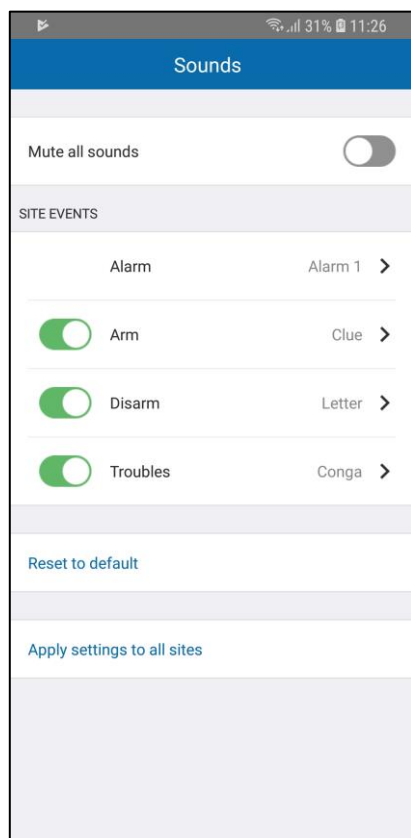 31% 11:26
Sounds
Mute all sounds
SITE EVENTS
Alarm Alarm 1
Arm Clue
Disarm Letter
Troubles Conga
Reset to default
Apply settings to all sites